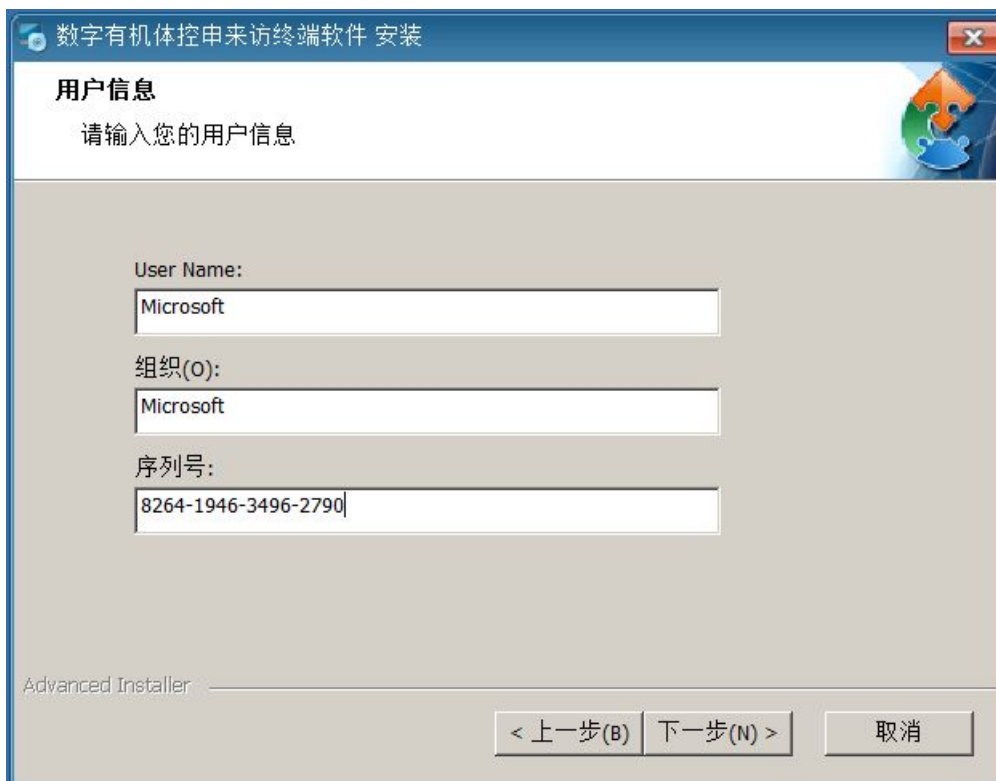 数字有机体控申来访终端软件 安装
用户信息
请输入您的用户信息
User Name:
Microsoft
组织(O):
Microsoft
序列号:
8264-1946-3496-2790
Advanced Installer
< 上一步(B)
下一步(N) >
取消